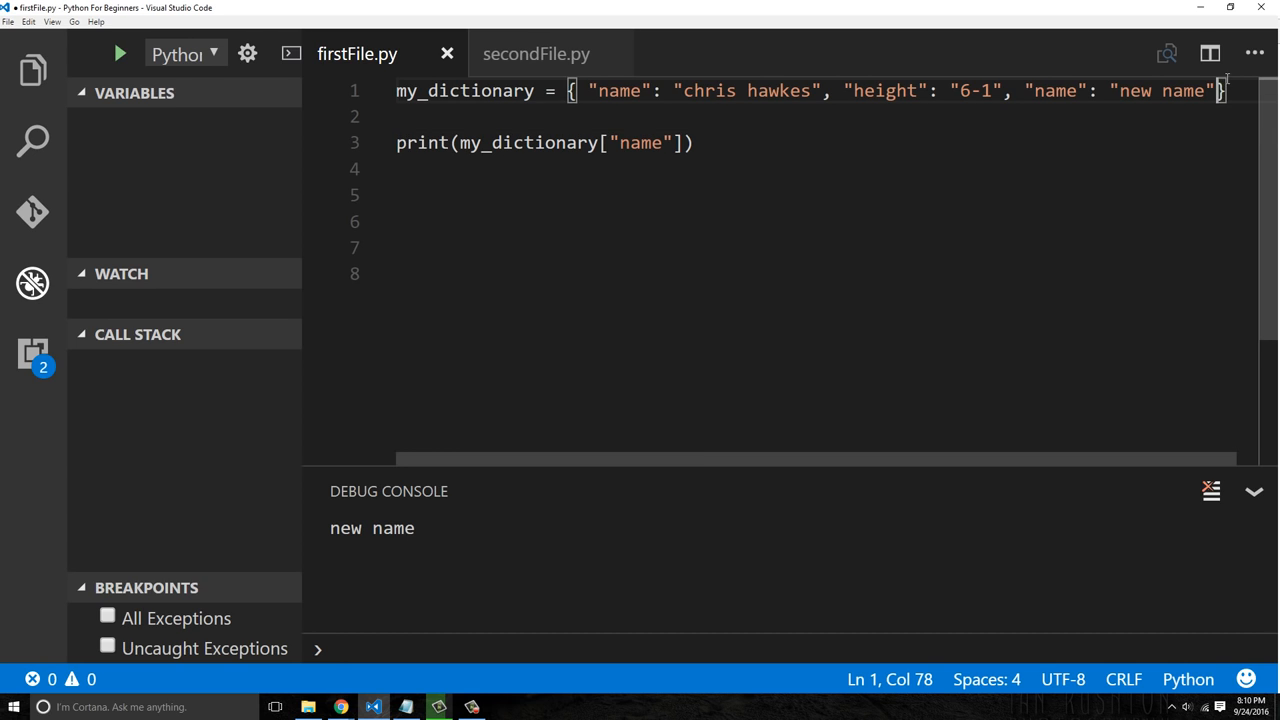 • firstFile.py - Python For Beginners - Visual Studio Code
File Edit View Go Help
Pythor
firstFile.py
secondFile.py
VARIABLES
WATCH
CALL STACK
2
BREAKPOINTS
All Exceptions
Uncaught Exceptions
1 my_dictionary = { "name": "chris hawkes", "height": "6-1", "name": "new name"}
2
3 print(my_dictionary["name"])
4
5
6
7
8
DEBUG CONSOLE
new name
0 0
Ln 1, Col 78 Spaces: 4 UTF-8 CRLF Python
I'm Cortana. Ask me anything.
8:10 PM
9/24/2016